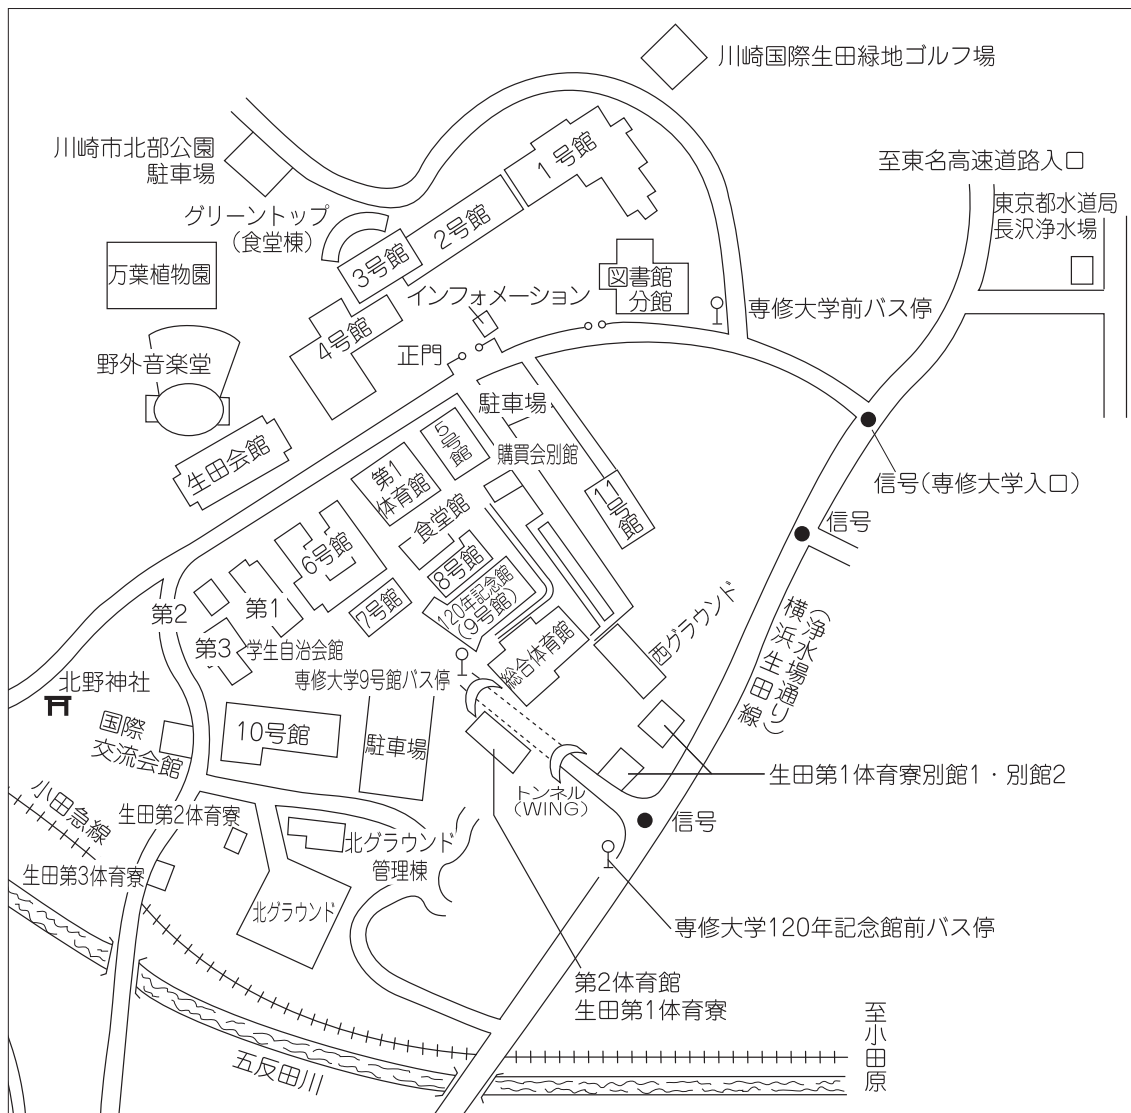 川崎国際生田緑地ゴルフ場
川崎市北部公園
駐車場
至東名高速道路入口
東京都水道局
長沢浄水場
グリーントップ
(食堂棟)
1号館
2号館
3号館
4号館
図書館
分館
万葉植物園
インフォメーション
専修大学前バス停
正門
野外音楽堂
駐車場
購買会別館
生田会館
5号館
第1
体育館
食堂館
11号館
信号(専修大学入口)
信号
6号館
8号館
7号館
120年記念館
(9号館)
総合体育館
西グラウンド
(浄水場通り)
横浜生田線
第2
第1
第3
学生自治会館
専修大学9号館バス停
北野神社
国際
交流会館
10号館
駐車場
生田第1体育寮別館1・別館2
トンネル
(WING)
信号
小田急線
生田第2体育寮
生田第3体育寮
北グラウンド
管理棟
北グラウンド
専修大学120年記念館前バス停
第2体育館
生田第1体育寮
五反田川
至小田原